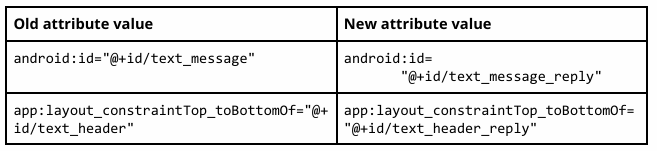 Old attribute value
New attribute value
android:id="@+id/text_message"
android:id=
"@+id/text_message_reply"
app:layout_constraintTop_toBottomOf="@+
id/text_header"
app:layout_constraintTop_toBottomOf=
"@+id/text_header_reply"